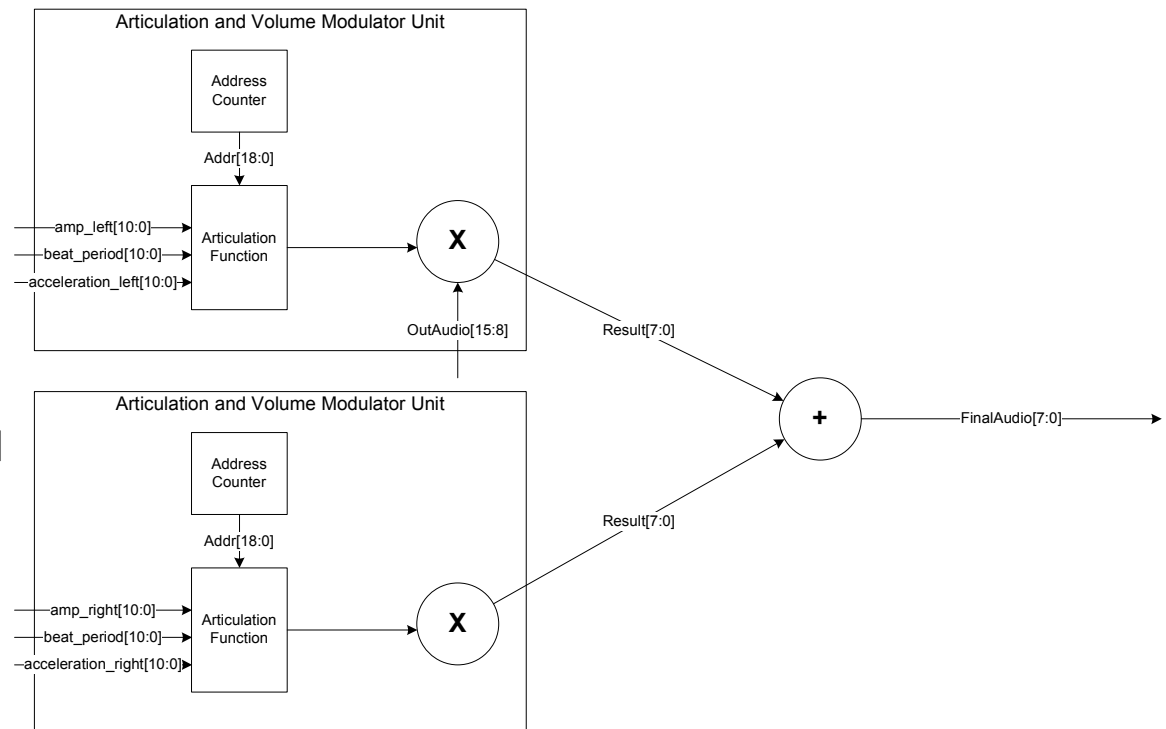 Articulation and Volume Modulator Unit
Address
Counter
Addr[18:0]
amp_left[10:0]
beat_period[10:0]
acceleration_left[10:0]
Articulation
Function
X
OutAudio[15:8]
Result[7:0]
Articulation and Volume Modulator Unit
Address
Counter
Addr[18:0]
amp_right[10:0]
beat_period[10:0]
acceleration_right[10:0]
Articulation
Function
X
Result[7:0]
+
FinalAudio[7:0]